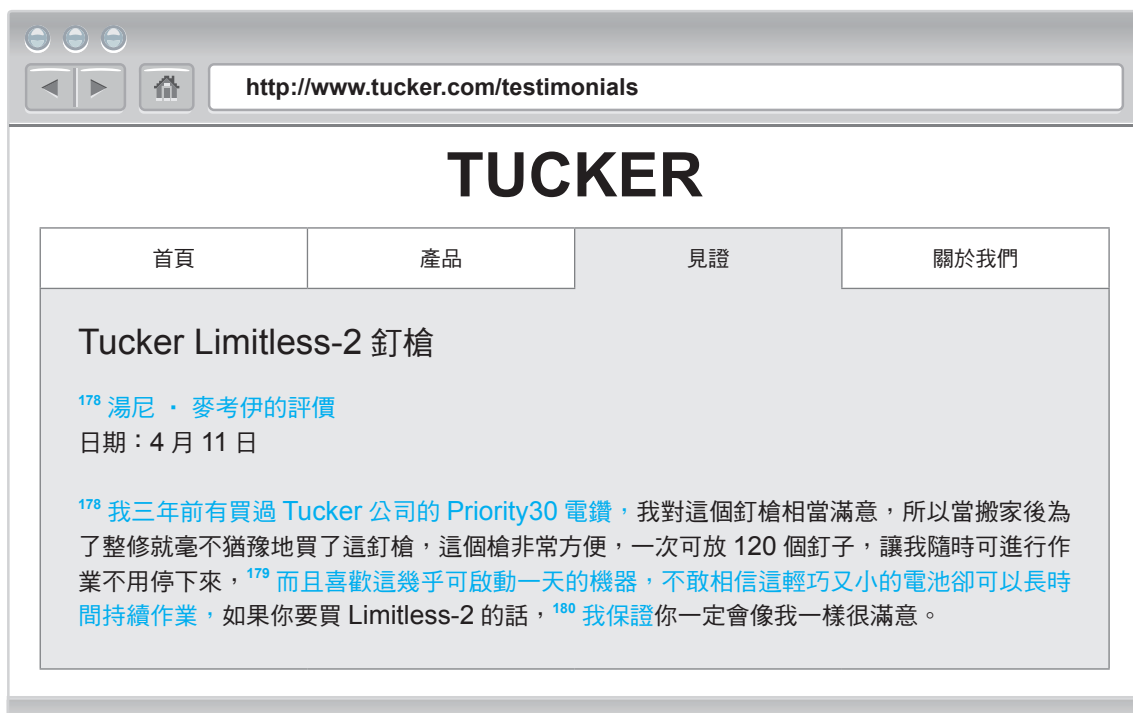 http://www.tucker.com/testimonials
TUCKER
首頁 產品 見證 關於我們
Tucker Limitless-2 釘槍
178 湯尼 · 麥考伊的評價
日期:4 月 11 日
178 我三年前有買過 Tucker 公司的 Priority30 電鑽,我對這個釘槍相當滿意,所以當搬家後為
了整修就毫不猶豫地買了這釘槍,這個槍非常方便,一次可放 120 個釘子,讓我隨時可進行作
業不用停下來,179 而且喜歡這幾乎可啟動一天的機器,不敢相信這輕巧又小的電池卻可以長時
間持續作業,如果你要買 Limitless-2 的話,180 我保證你一定會像我一樣很滿意。